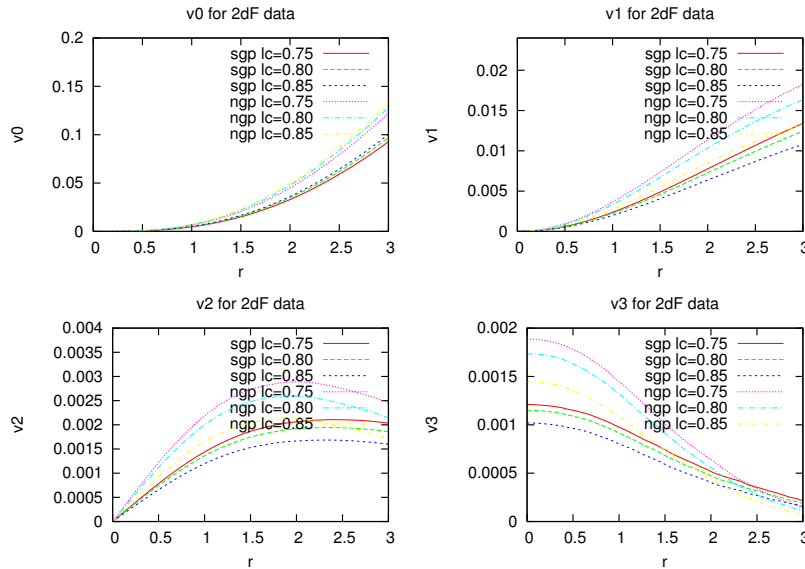 v0 for 2dF data
0.2
0.15
0.1
0.05
0
v0
sgp lc=0.75
sgp lc=0.80
sgp lc=0.85
ngp lc=0.75
ngp lc=0.80
ngp lc=0.85
0 0.5 1 1.5 2 2.5 3
r
v1 for 2dF data
0.02
0.015
0.01
0.005
0
v1
sgp lc=0.75
sgp lc=0.80
sgp lc=0.85
ngp lc=0.75
ngp lc=0.80
ngp lc=0.85
0 0.5 1 1.5 2 2.5 3
r
v2 for 2dF data
0.004
0.0035
0.003
0.0025
0.002
0.0015
0.001
0.0005
0
v2
sgp lc=0.75
sgp lc=0.80
sgp lc=0.85
ngp lc=0.75
ngp lc=0.80
ngp lc=0.85
0 0.5 1 1.5 2 2.5 3
r
v3 for 2dF data
0.002
0.0015
0.001
0.0005
0
v3
sgp lc=0.75
sgp lc=0.80
sgp lc=0.85
ngp lc=0.75
ngp lc=0.80
ngp lc=0.85
0 0.5 1 1.5 2 2.5 3
r